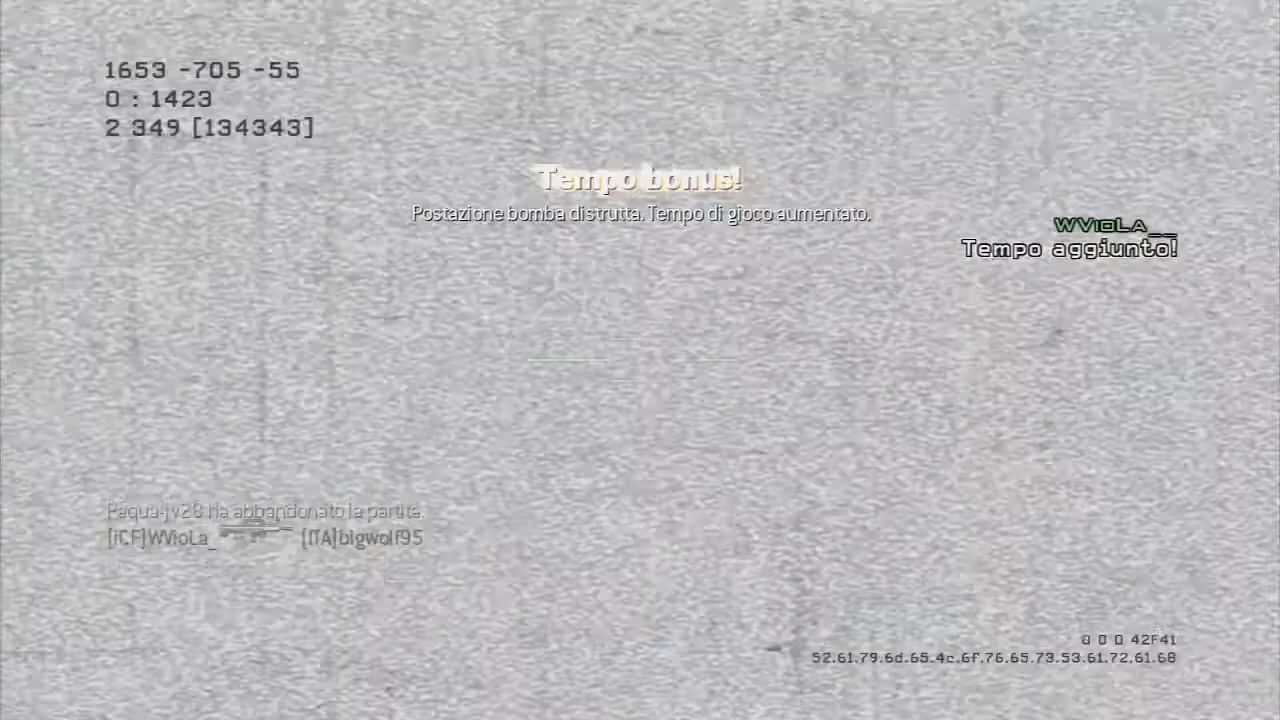 1653 -705 -55
0 : 1423
2 349 [134343]
Tempo bonus!
Postazione bomba distrutta. Tempo di gioco aumentato.
WVioLA__
Tempo aggiunto!
Paqua-jv28 ha abbandonato la partita.
[iCF]WVioLa_ [ITA]bigwolf95
0 0 0 42F41
52.61.79.6d.65.4c.6f.76.65.73.53.61.72.61.68